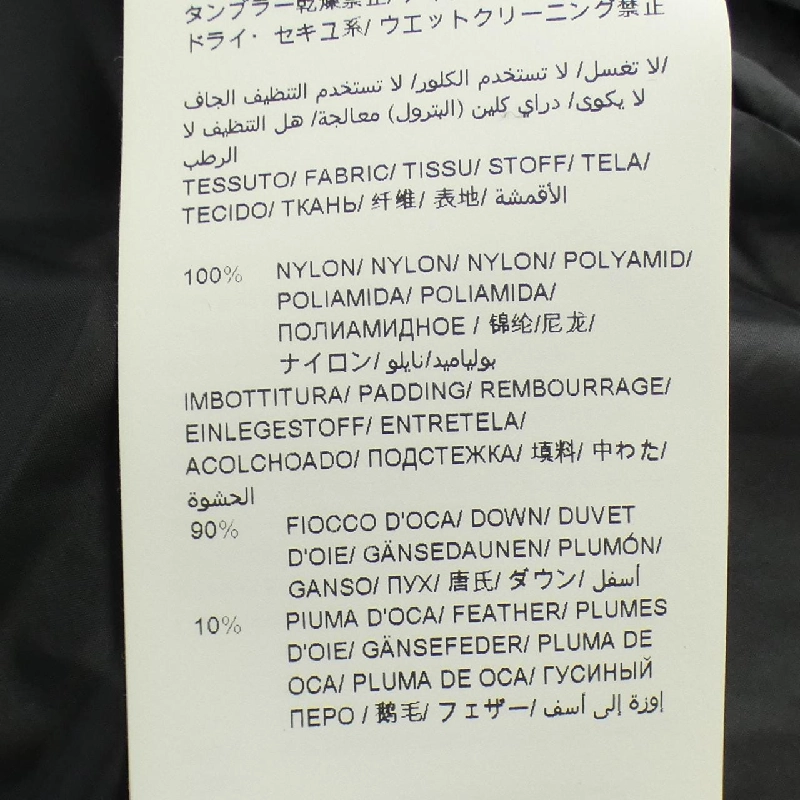 タンブラー乾燥禁止/
ドライ・ セキユ系/ ウエットクリーニング禁止
لا تغسل/ لا تستخدم الكلور/ لا تستخدم التنظيف الجاف/
لا يكوى/ دراي كلين (البترول) معالجة/ هل التنظيف لا
الرطب
TESSUTO/ FABRIC/ TISSU/ STOFF/ TELA/
TECIDO/ ТКАНЬ/ 纤维/ 表地/ الأقمشة
100% NYLON/ NYLON/ NYLON/ POLYAMID/
POLIAMIDA/ POLIAMIDA/
ПОЛИАМИДНОЕ / 锦纶/尼龙/
ナイロン/ بولياميد/نايلو
IMBOTTITURA/ PADDING/ REMBOURRAGE/
EINLEGESTOFF/ ENTRETELA/
ACOLCHOADO/ ПОДСТЕЖКА/ 填料/ 中わた/
الحشوة
90% FIOCCO D'OCA/ DOWN/ DUVET
D'OIE/ GÄNSEDAUNEN/ PLUMÓN/
GANSO/ ПУХ/ 唐氏/ ダウン/ أسفل
10% PIUMA D'OCA/ FEATHER/ PLUMES
D'OIE/ GÄNSEFEDER/ PLUMA DE
OCA/ PLUMA DE OCA/ ГУСИНЫЙ
ПЕРО / 鹅毛/ フェザー/ إوزة إلى أسف